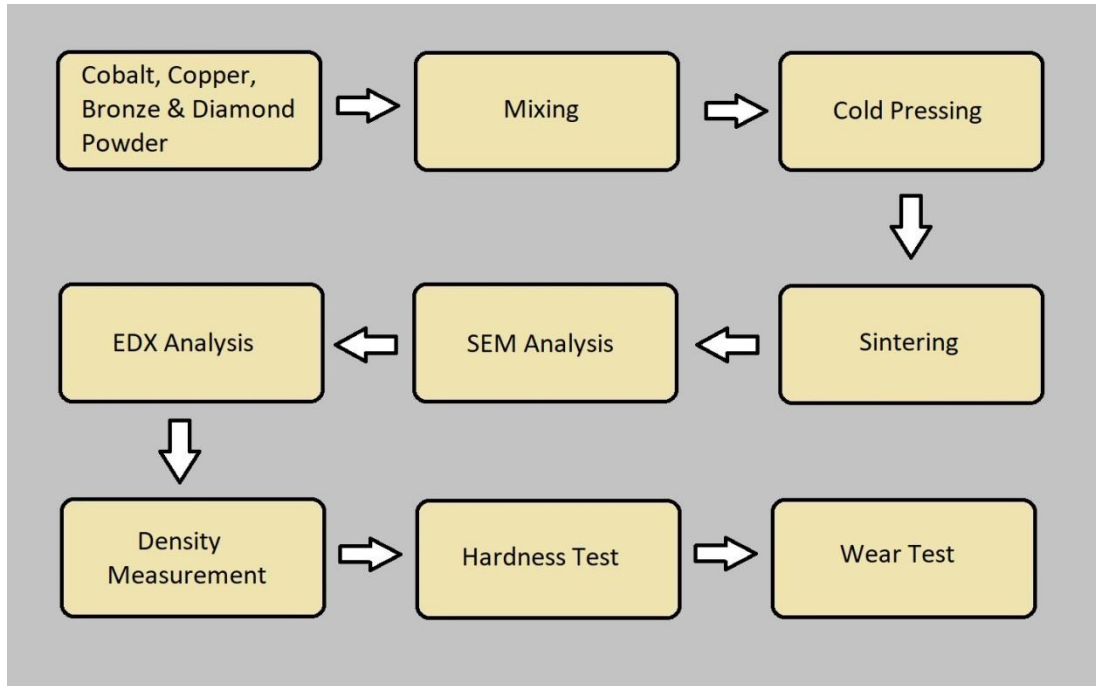 Cobalt, Copper,
Bronze & Diamond
Powder
Mixing
Cold Pressing
Sintering
SEM Analysis
EDX Analysis
Density
Measurement
Hardness Test
Wear Test